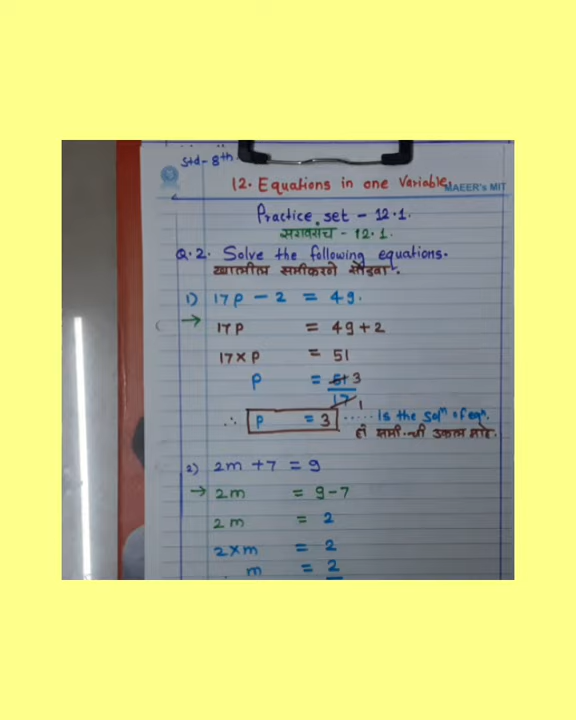 Std-8th
12. Equations in one variable.
MAEER's MIT
Practice set - 12.1.
सरावसंच - 12.1.
Q.2. Solve the following equations.
खालील समीकरणे सोडवा.
1) 17p - 2 = 49.
→ 17p = 49+2
17×p = 51
p = 51 3
17 1
∴ p = 3 ..... Is the solⁿ of eqⁿ.
ही समी.ची उकल आहे.
2) 2m + 7 = 9
→ 2m = 9-7
2m = 2
2×m = 2
m = 2